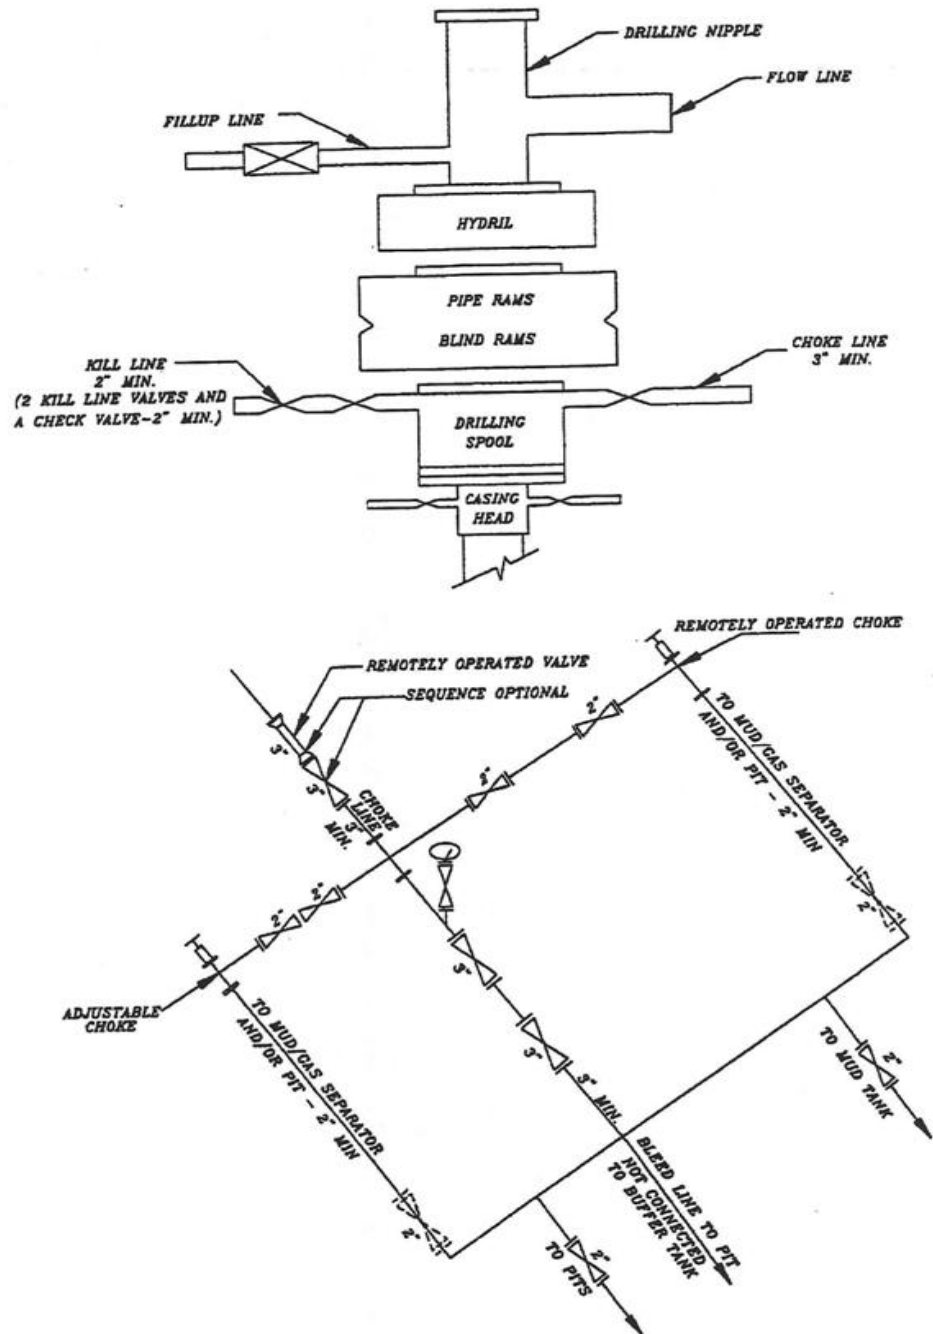 DRILLING NIPPLE
FLOW LINE
FILLUP LINE
HYDRIL
PIPE RAMS
BLIND RAMS
KILL LINE
2" MIN.
(2 KILL LINE VALVES AND
A CHECK VALVE-2" MIN.)
CHOKE LINE
3" MIN.
DRILLING
SPOOL
CASING
HEAD
REMOTELY OPERATED CHOKE
REMOTELY OPERATED VALVE
SEQUENCE OPTIONAL
3"
3"
CHOKE
LINE
3"
MIN.
2"
2"
TO MUD/GAS SEPARATOR
AND/OR PIT - 2" MIN
2"
2"
2"
3"
3"
3" MIN.
ADJUSTABLE
CHOKE
TO MUD/GAS SEPARATOR
AND/OR PIT - 2" MIN
2"
2"
TO MUD TANK
BLEED LINE TO PIT
NOT CONNECTED
TO BUFFER TANK
2"
TO PITS